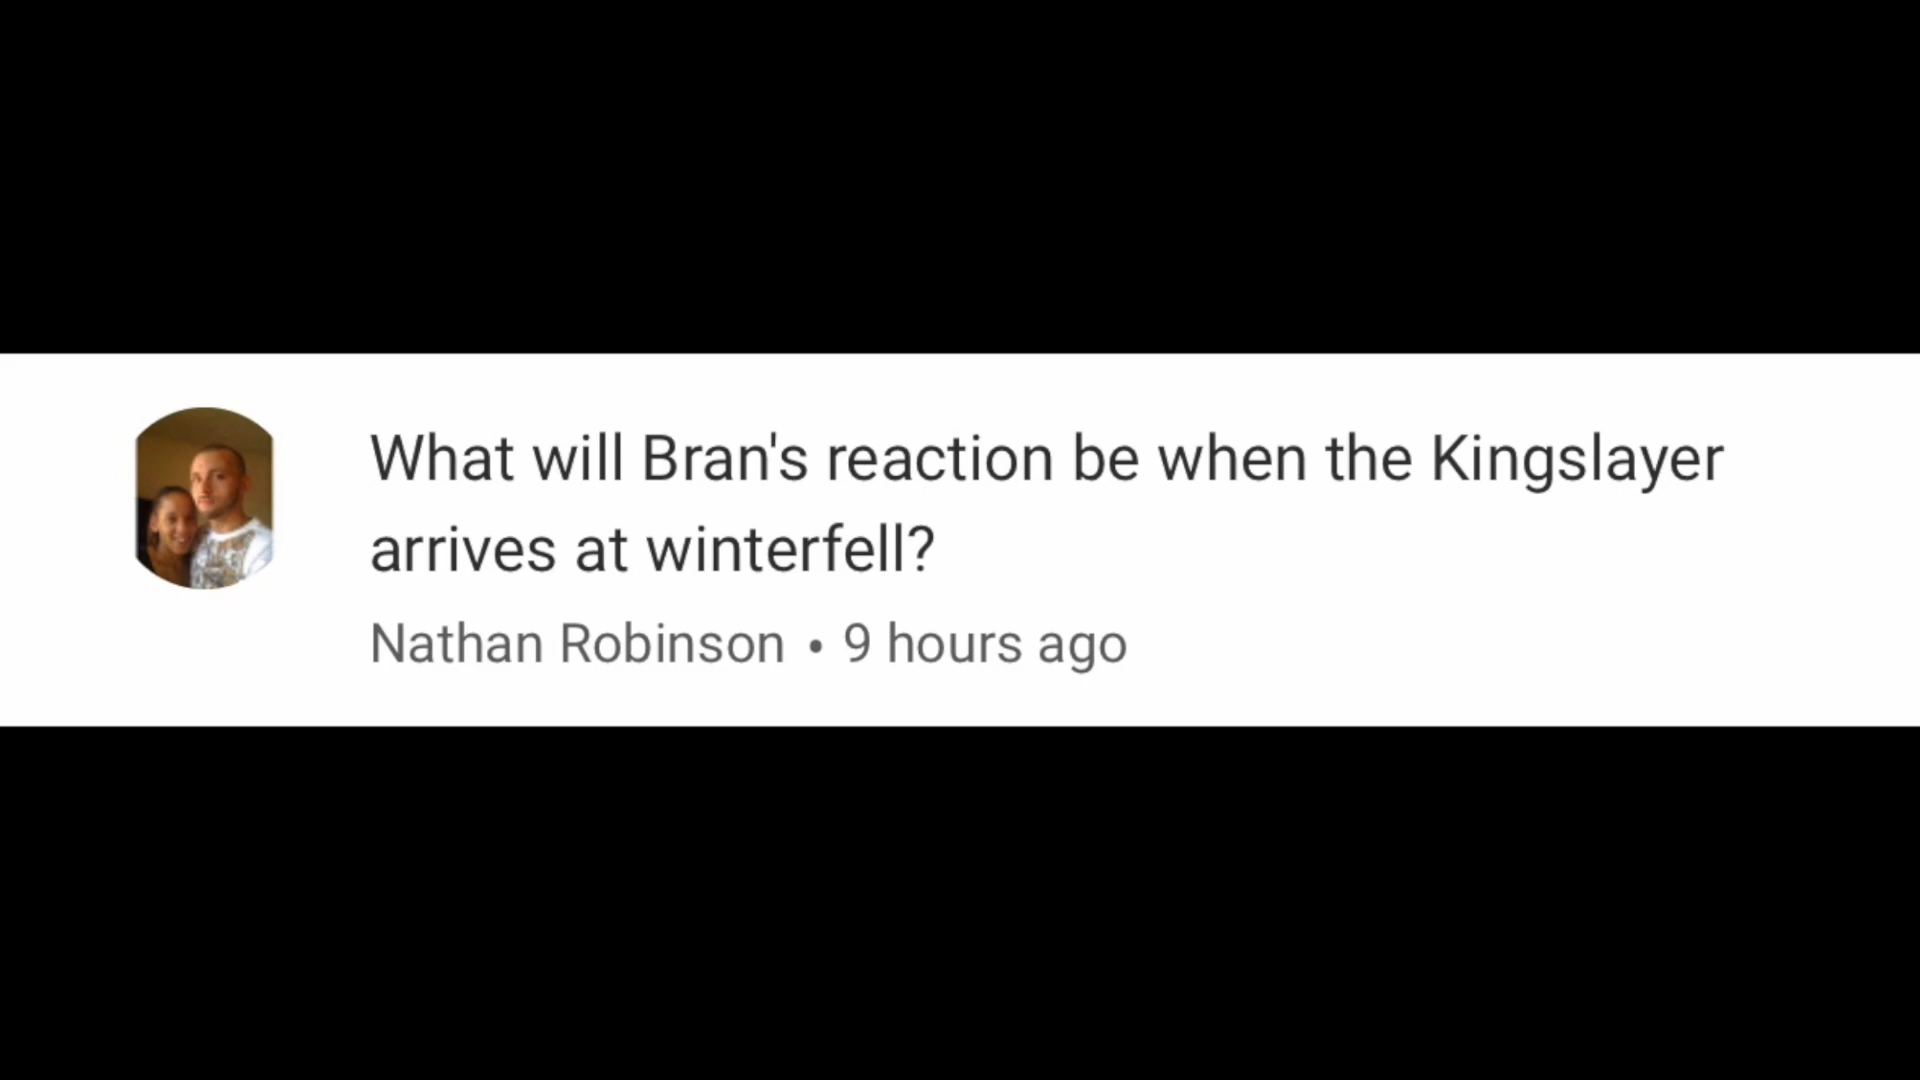 What will Bran's reaction be when the Kingslayer
arrives at winterfell?
Nathan Robinson • 9 hours ago